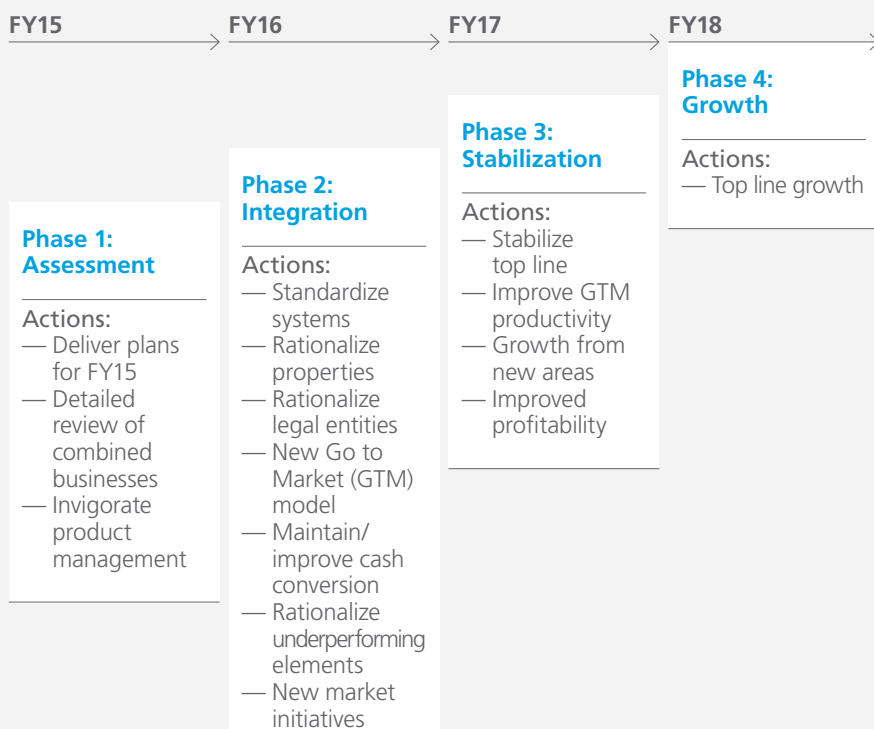 FY15
FY16
FY17
FY18
Phase 1:
Assessment
Actions:
— Deliver plans
for FY15
— Detailed
review of
combined
businesses
— Invigorate
product
management
Phase 2:
Integration
Actions:
— Standardize
systems
— Rationalize
properties
— Rationalize
legal entities
— New Go to
Market (GTM)
model
— Maintain/
improve cash
conversion
— Rationalize
underperforming
elements
— New market
initiatives
Phase 3:
Stabilization
Actions:
— Stabilize
top line
— Improve GTM
productivity
— Growth from
new areas
— Improved
profitability
Phase 4:
Growth
Actions:
— Top line growth